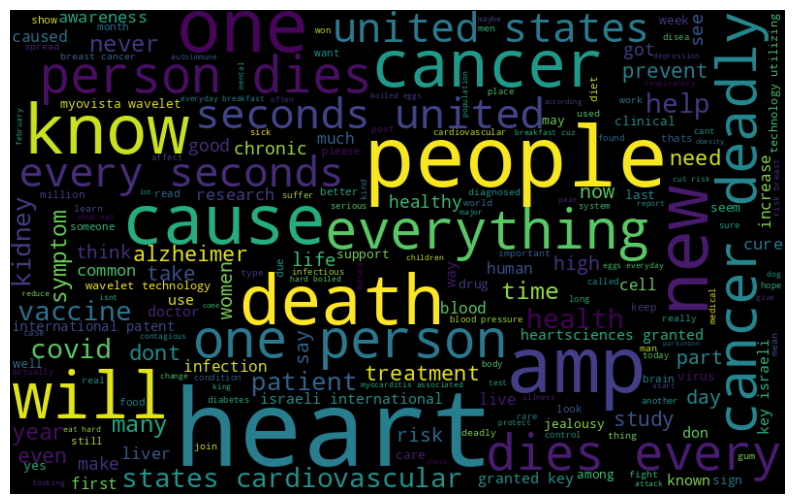 show awareness
month
caused
never
breast cancer
autoimmune
spread
one
won
maybe
men
united states
disea
week
see
person dies
cancer
want
got
prevent
place
myovista wavelet
everyday breakfast
often
mental
know
seconds united
boiled eggs
population
according
depression
respiratory
diet
work
help
deadly
technology utilizing
february
sick
good
much
may
used
clinical
cardiovascular
breakfast cuz
found
thats
cant
obesity
every seconds
affect
chronic
please
post
people
need
cut risk
risk breast
million
research
suffer
better
kind
healthy
diagnosed
now
last
seem
increase
learn
lot
read
serious
world
system
report
someone
cause
everything
pain
major
new
sure
cure
kidney
symptom
think
alzheimer
life
support
human
high
important
cell
eggs everyday
dog
common
take
women
type
due
infectious
children
way
drug
called
really
hope
reduce
wavelet technology
hard boiled
death
blood
time
long
keep
medical
give
vaccine
isnt
doctor
use
come
blood pressure
health
mean
international patent
case
contagious
one person
say
body
heartsciences granted
man
today
parkinson
cancer deadly
covid
dont
well
real
infection
treatment
amp
part
brain
virus
actually
change
condition
myocarditis associated
test
start
will
food
king
patient
israeli international
illness
day
another
key israeli
many
diabetes
heart
live
rare
look
study
don
year
eat hard
still
join
risk
deadly
jealousy
thing
gum
even
yes
make
liver
protect
care
control
among
known
sign
fight
attack
first
looking
states cardiovascular
check
granted key
dies every